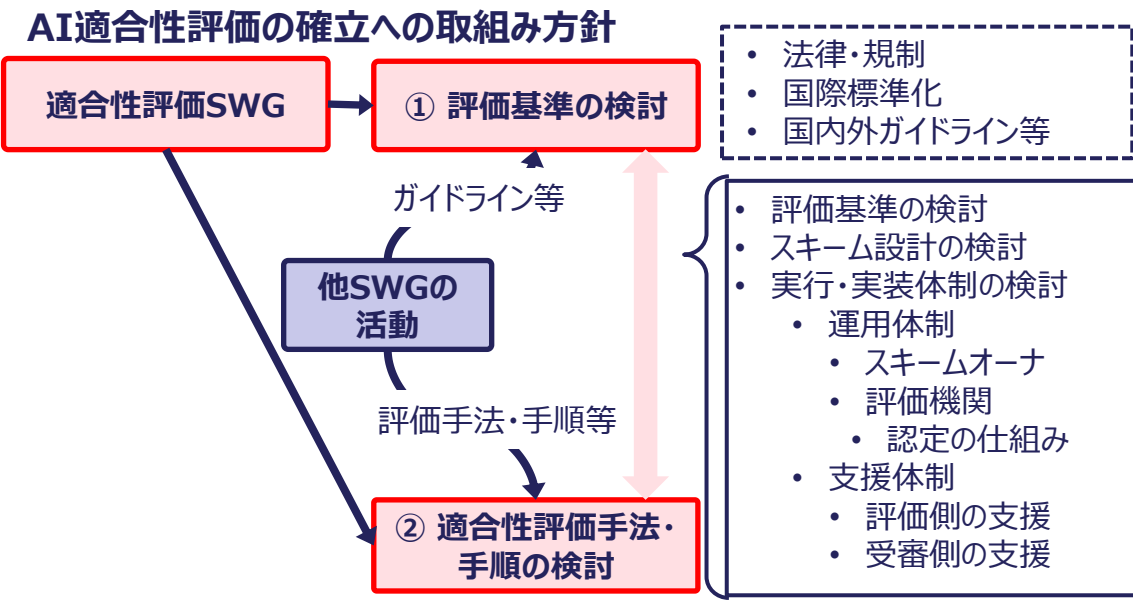 AI適合性評価の確立への取組み方針
適合性評価SWG
① 評価基準の検討
• 法律・規制
• 国際標準化
• 国内外ガイドライン等
ガイドライン等
他SWGの
活動
評価手法・手順等
② 適合性評価手法・
手順の検討
• 評価基準の検討
• スキーム設計の検討
• 実行・実装体制の検討
• 運用体制
• スキームオーナ
• 評価機関
• 認定の仕組み
• 支援体制
• 評価側の支援
• 受審側の支援